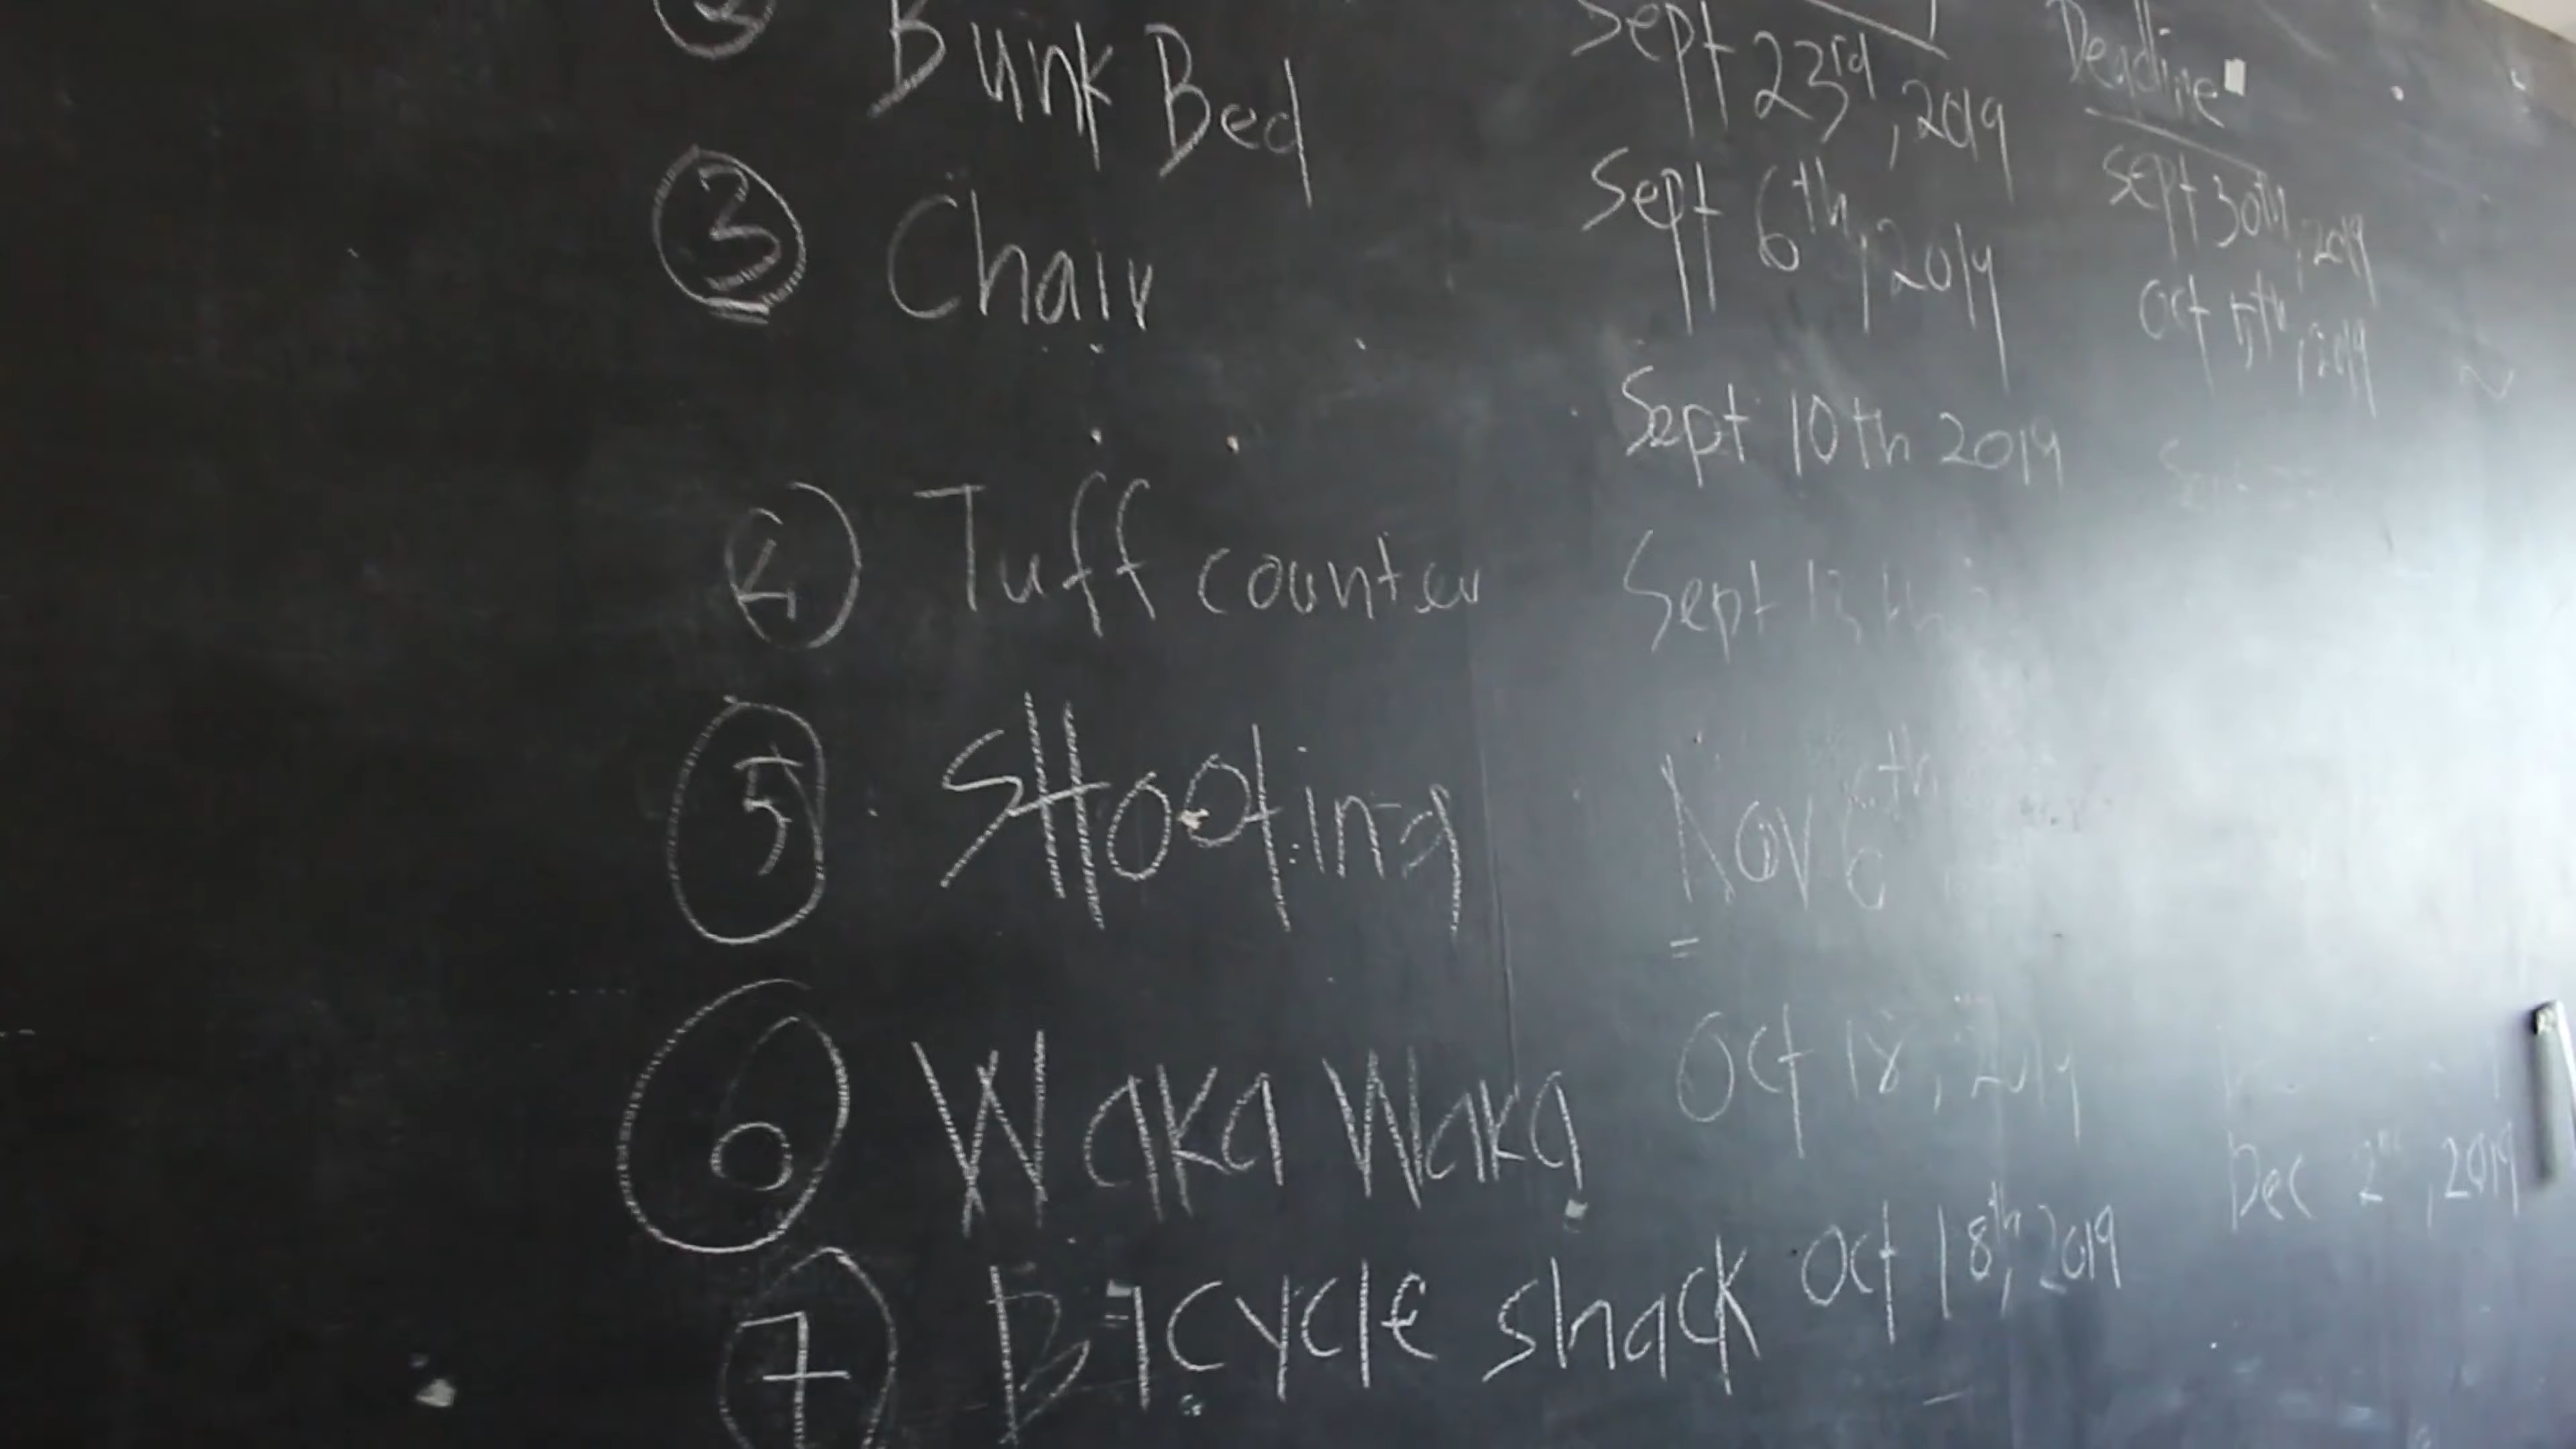 Deadline
Bunk Bed Sept 23rd, 2019 Sept 30th, 2019
3 Chair Sept 6th, 2019 Oct 5th, 2019
Sept 10th 2019
4 Tuff counter Sept 13th
5 SHooting Nov 6th
6 Waka Waka Oct 18, 2019
Dec 2nd, 2019
7 Bicycle shack Oct 18th, 2019